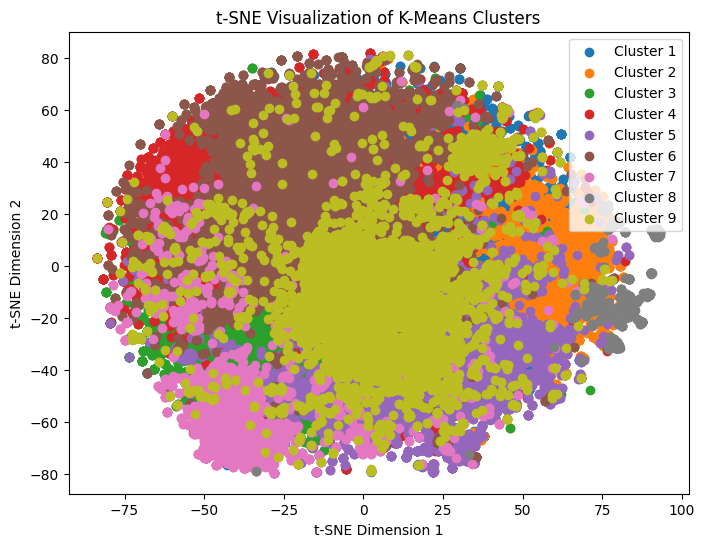 t-SNE Visualization of K-Means Clusters
Cluster 1
Cluster 2
Cluster 3
Cluster 4
Cluster 5
Cluster 6
Cluster 7
Cluster 8
Cluster 9
t-SNE Dimension 2
80
60
40
20
0
−20
−40
−60
−80
−75
−50
−25
0
25
50
75
100
t-SNE Dimension 1